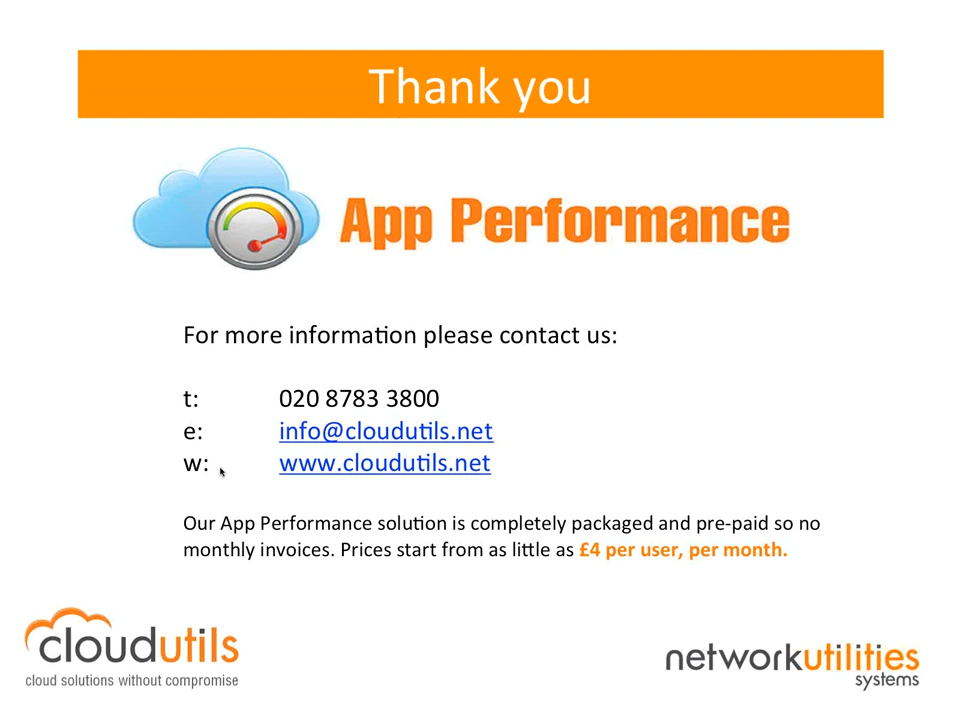 Thank you
App Performance
For more information please contact us:
t: 020 8783 3800
e: info@cloudutils.net
w: www.cloudutils.net
Our App Performance solution is completely packaged and pre-paid so no
monthly invoices. Prices start from as little as £4 per user, per month.
cloudutils
cloud solutions without compromise
networkutilities
systems